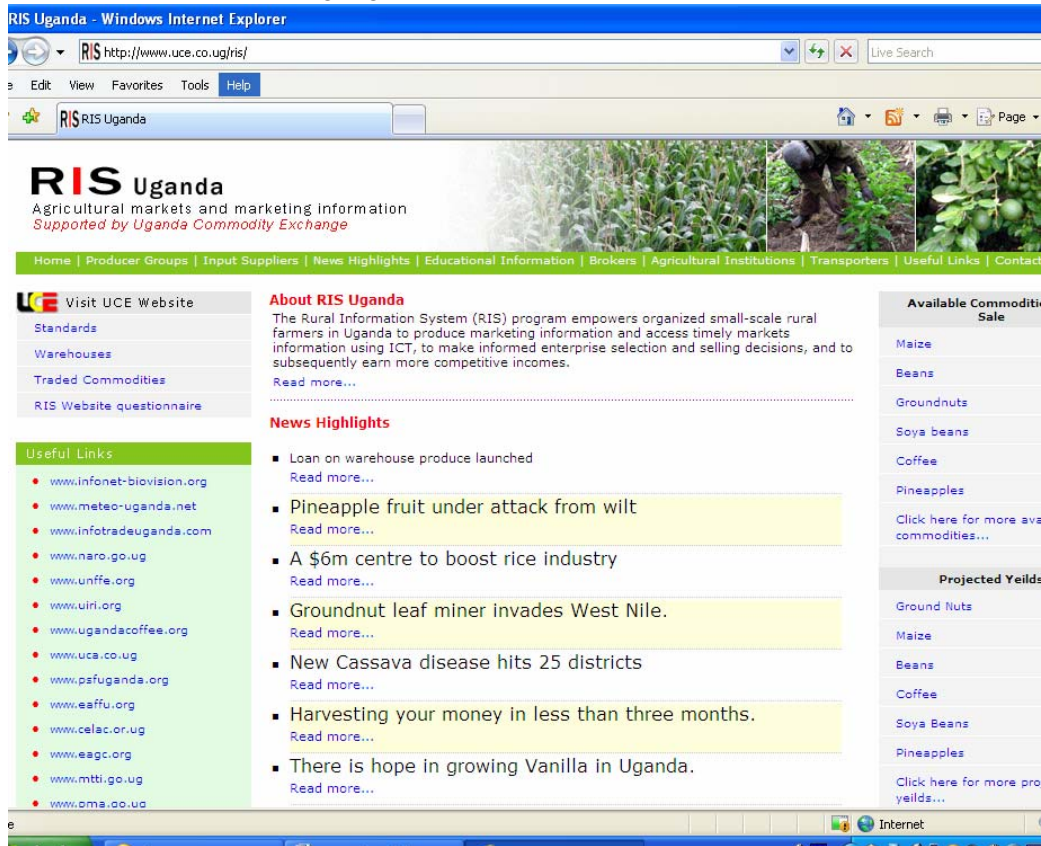 RIS Uganda - Windows Internet Explorer
RIS http://www.uce.co.ug/ris/
Live Search
Edit View Favorites Tools Help
RIS RIS Uganda
Page
RIS Uganda
Agricultural markets and marketing information
Supported by Uganda Commodity Exchange
Home | Producer Groups | Input Suppliers | News Highlights | Educational Information | Brokers | Agricultural Institutions | Transporters | Useful Links | Contact
UCE Visit UCE Website
Standards
Warehouses
Traded Commodities
RIS Website questionnaire
Useful Links
www.infonet-biovision.org
www.meteo-uganda.net
www.infotradeuganda.com
www.naro.go.ug
www.unffe.org
www.uiri.org
www.ugandacoffee.org
www.uca.co.ug
www.psfuganda.org
www.eaffu.org
www.celac.or.ug
www.eagc.org
www.mtti.go.ug
www.pma.go.ug
About RIS Uganda
The Rural Information System (RIS) program empowers organized small-scale rural
farmers in Uganda to produce marketing information and access timely markets
information using ICT, to make informed enterprise selection and selling decisions, and to
subsequently earn more competitive incomes.
Read more...
News Highlights
Loan on warehouse produce launched
Read more...
Pineapple fruit under attack from wilt
Read more...
A $6m centre to boost rice industry
Read more...
Groundnut leaf miner invades West Nile.
Read more...
New Cassava disease hits 25 districts
Read more...
Harvesting your money in less than three months.
Read more...
There is hope in growing Vanilla in Uganda.
Read more...
Available Commoditi
Sale
Maize
Beans
Groundnuts
Soya beans
Coffee
Pineapples
Click here for more ava
commodities...
Projected Yeilds
Ground Nuts
Maize
Beans
Coffee
Soya Beans
Pineapples
Click here for more pro
yeilds...
Internet